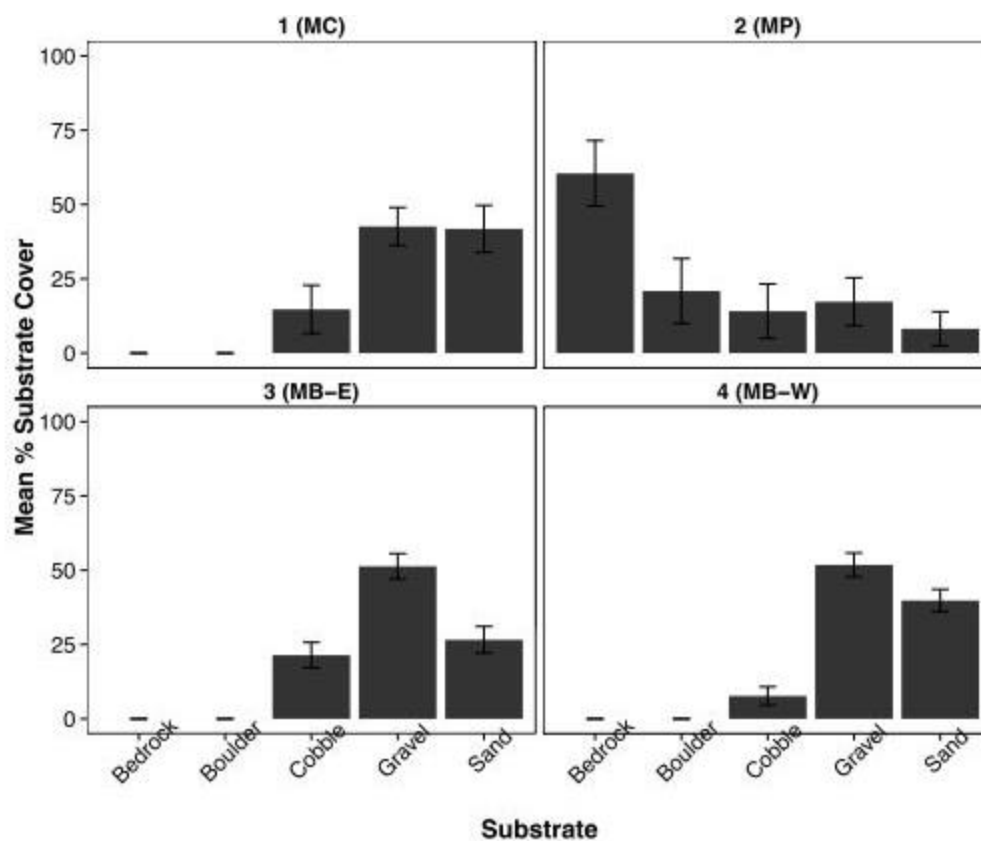 1 (MC)
2 (MP)
100
75
50
25
0
3 (MB-E)
4 (MB-W)
100
75
50
25
0
Mean % Substrate Cover
Bedrock
Boulder
Cobble
Gravel
Sand
Bedrock
Boulder
Cobble
Gravel
Sand
Substrate